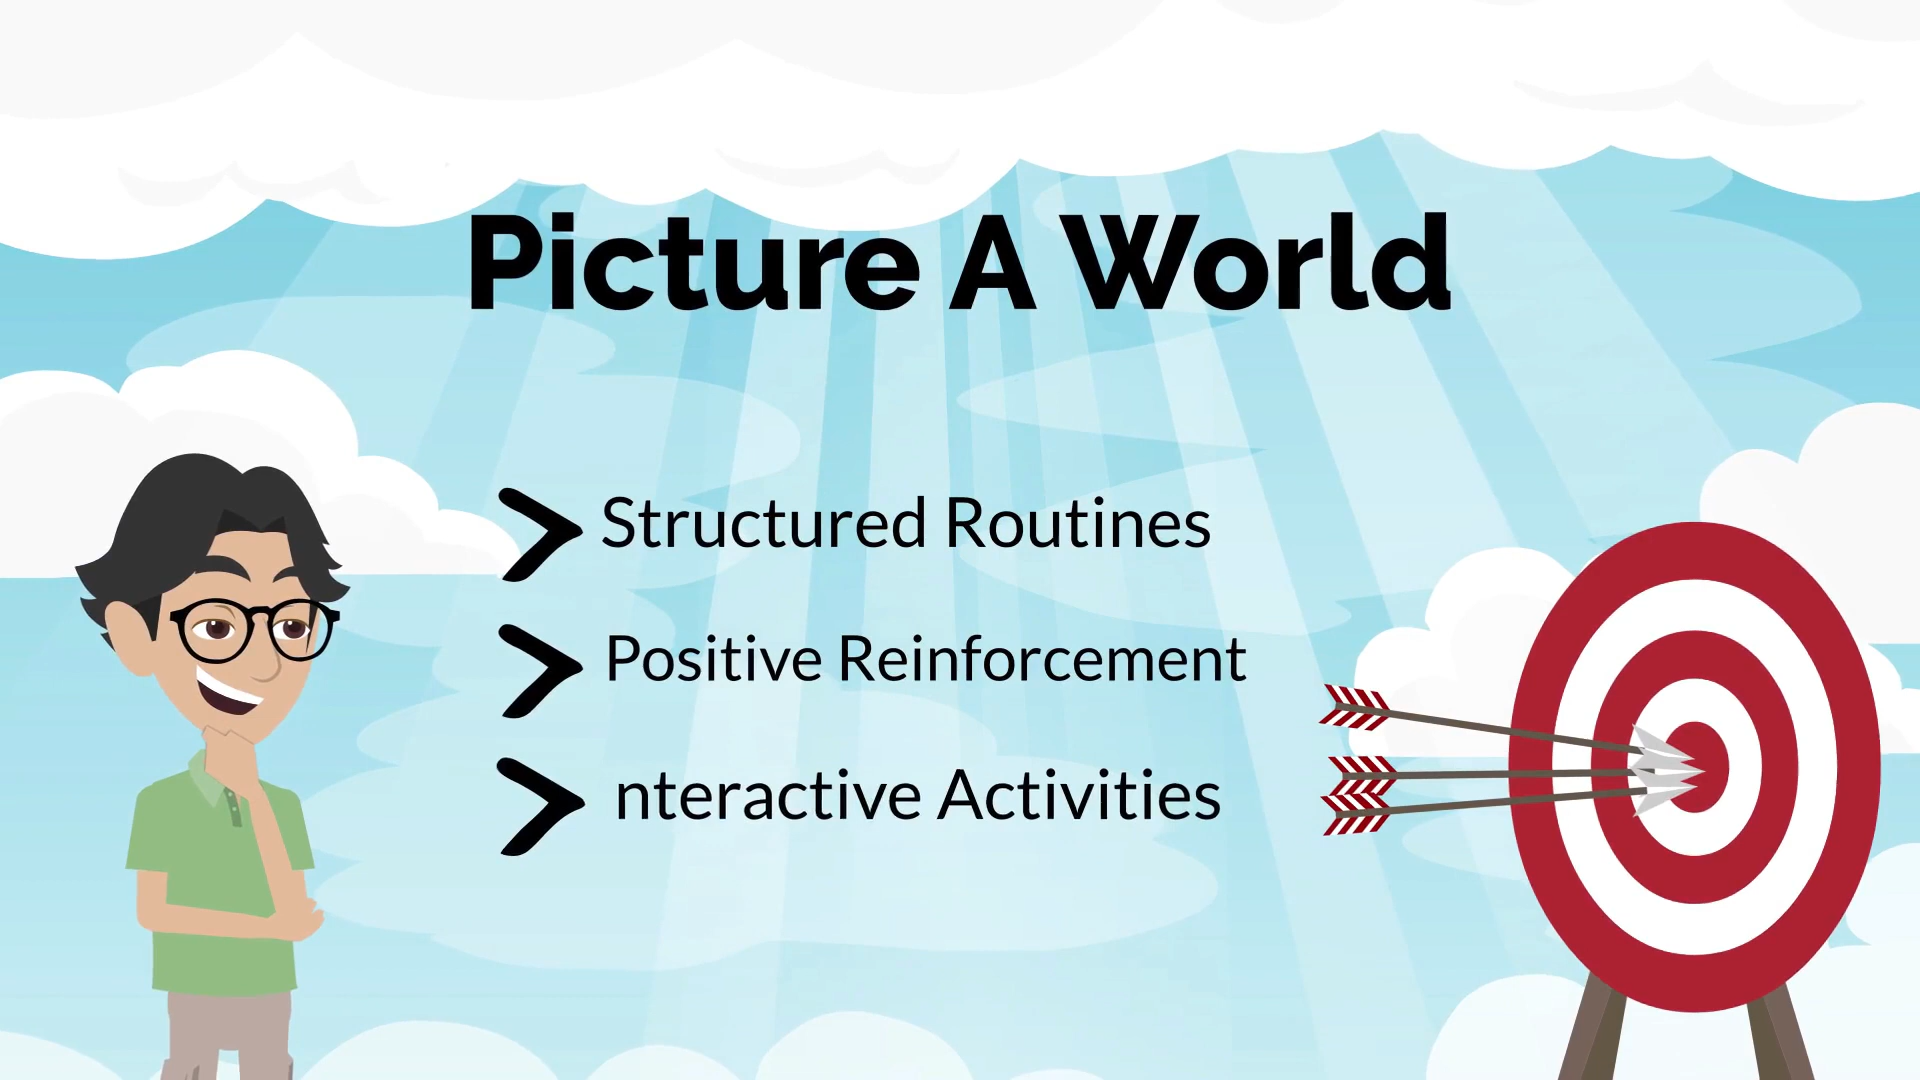 Picture A World
Structured Routines
Positive Reinforcement
nteractive Activities